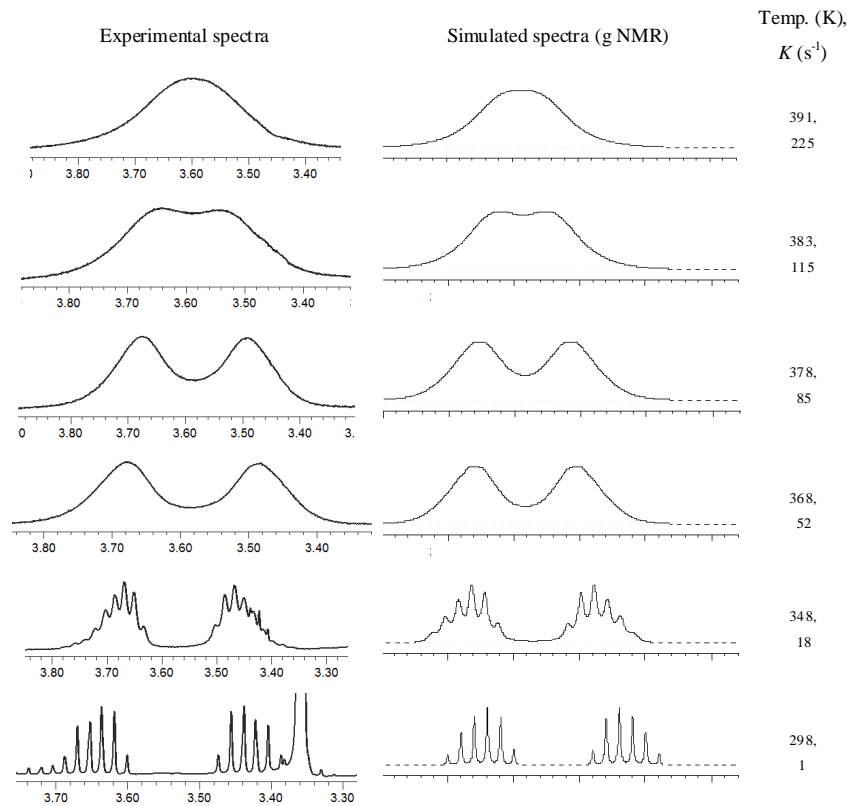 Temp. (K),
Experimental spectra Simulated spectra (g NMR)
K (s-1)
391,
225
0 3.80 3.70 3.60 3.50 3.40
383,
115
3.80 3.70 3.60 3.50 3.40
378,
85
0 3.80 3.70 3.60 3.50 3.40 3.
368,
52
3.80 3.70 3.60 3.50 3.40
348,
18
3.80 3.70 3.60 3.50 3.40 3.30
298,
1
3.70 3.60 3.50 3.40 3.30